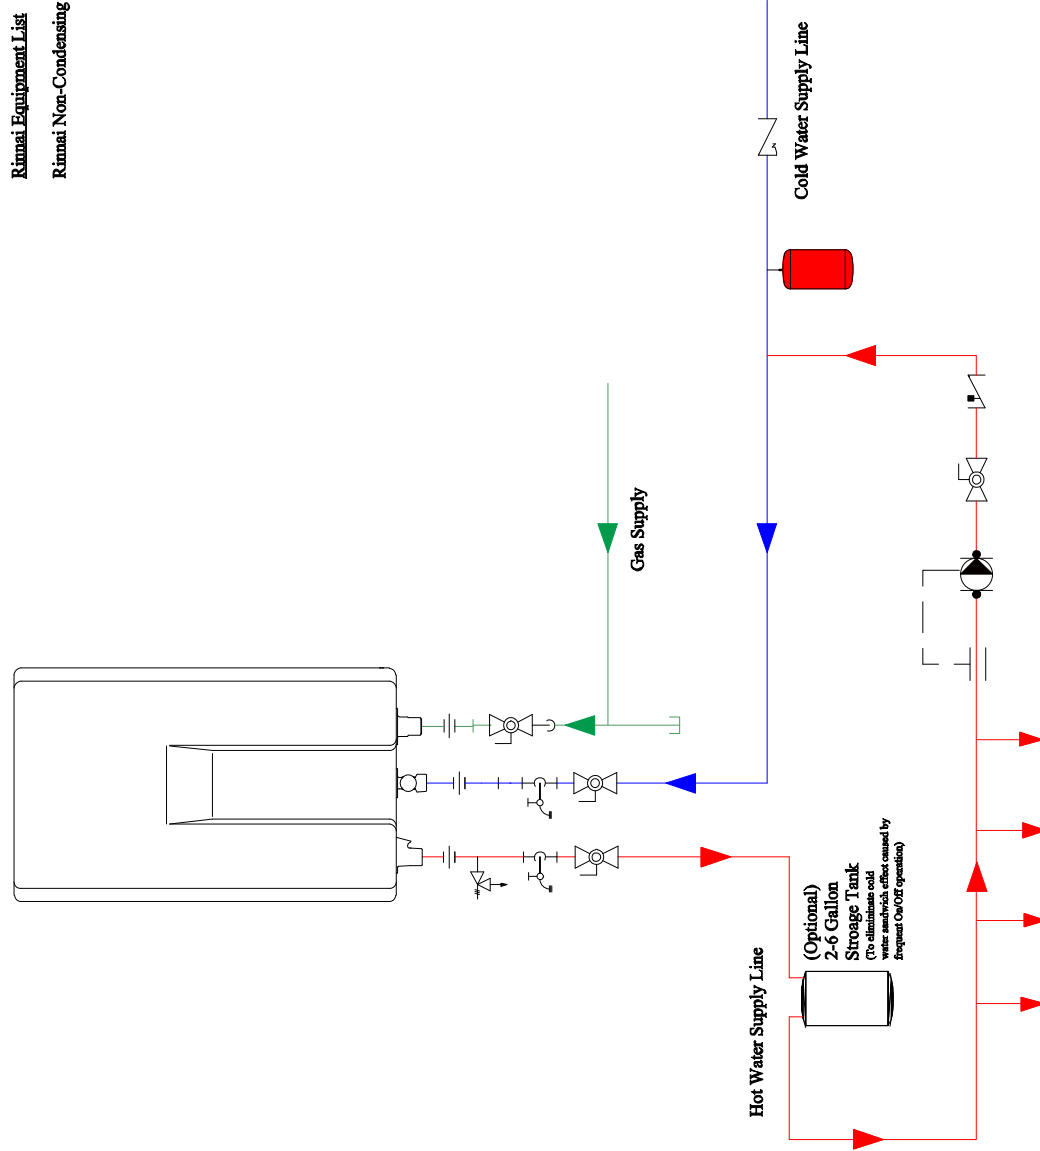 Rinnai Equipment List
Rinnai Non-Condensing
Cold Water Supply Line
Gas Supply
(Optional)
2-6 Gallon
Stroage Tank
(To elimininate cold
water sandwich effect caused by
frequent On/Off operation)
Hot Water Supply Line